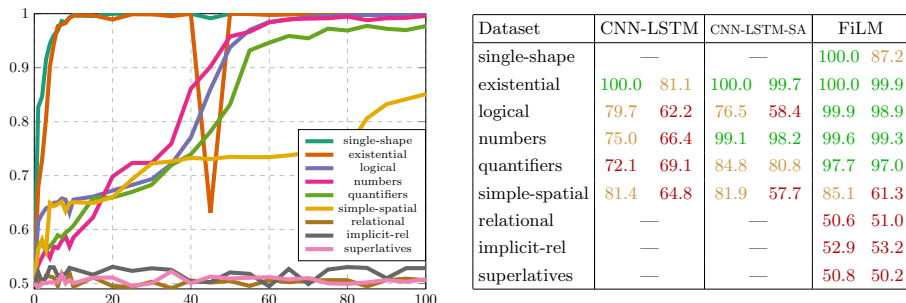 1
0.9
0.8
0.7
0.6
0.5
0 20 40 60 80 100
single-shape
existential
logical
numbers
quantifiers
simple-spatial
relational
implicit-rel
superlatives
Dataset CNN-LSTM CNN-LSTM-SA FiLM
single-shape — — 100.0 87.2
existential 100.0 81.1 100.0 99.7 100.0 99.9
logical 79.7 62.2 76.5 58.4 99.9 98.9
numbers 75.0 66.4 99.1 98.2 99.6 99.3
quantifiers 72.1 69.1 84.8 80.8 97.7 97.0
simple-spatial 81.4 64.8 81.9 57.7 85.1 61.3
relational — — 50.6 51.0
implicit-rel — — 52.9 53.2
superlatives — — 50.8 50.2